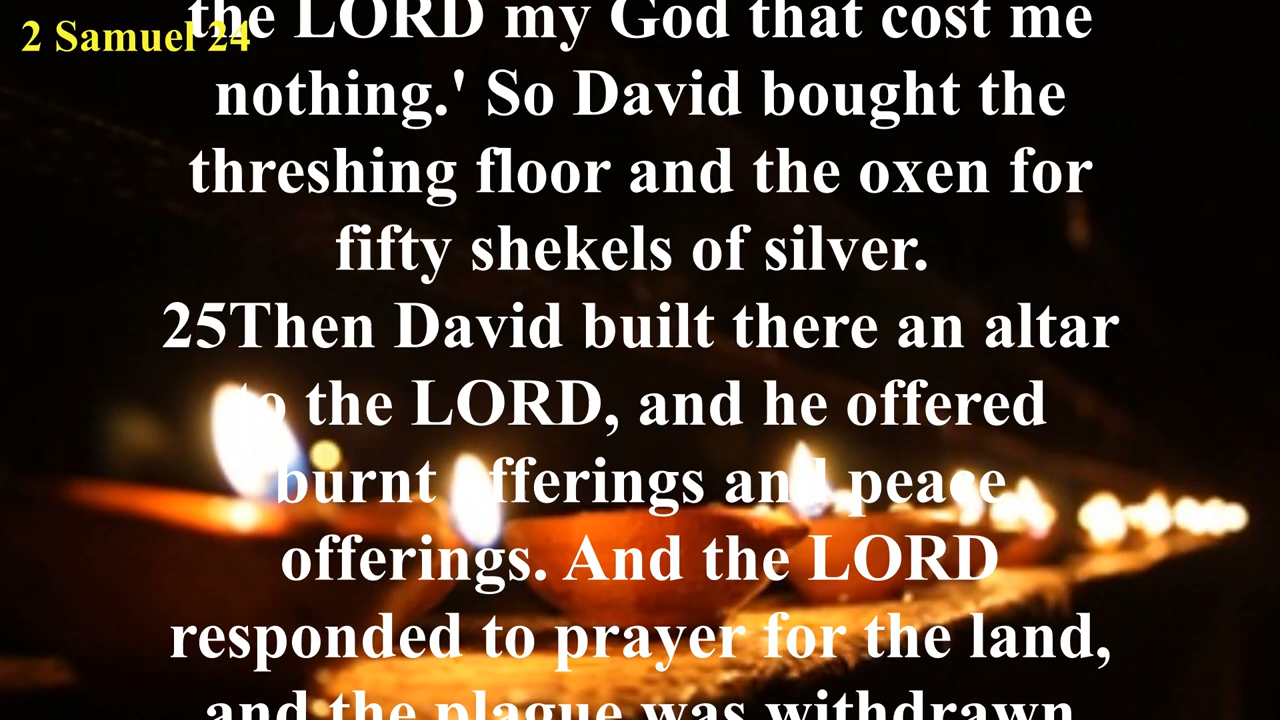 2 Samuel 24
the LORD my God that cost me
nothing.' So David bought the
threshing floor and the oxen for
fifty shekels of silver.
25Then David built there an altar
to the LORD, and he offered
burnt offerings and peace
offerings. And the LORD
responded to prayer for the land,
and the plague was withdrawn